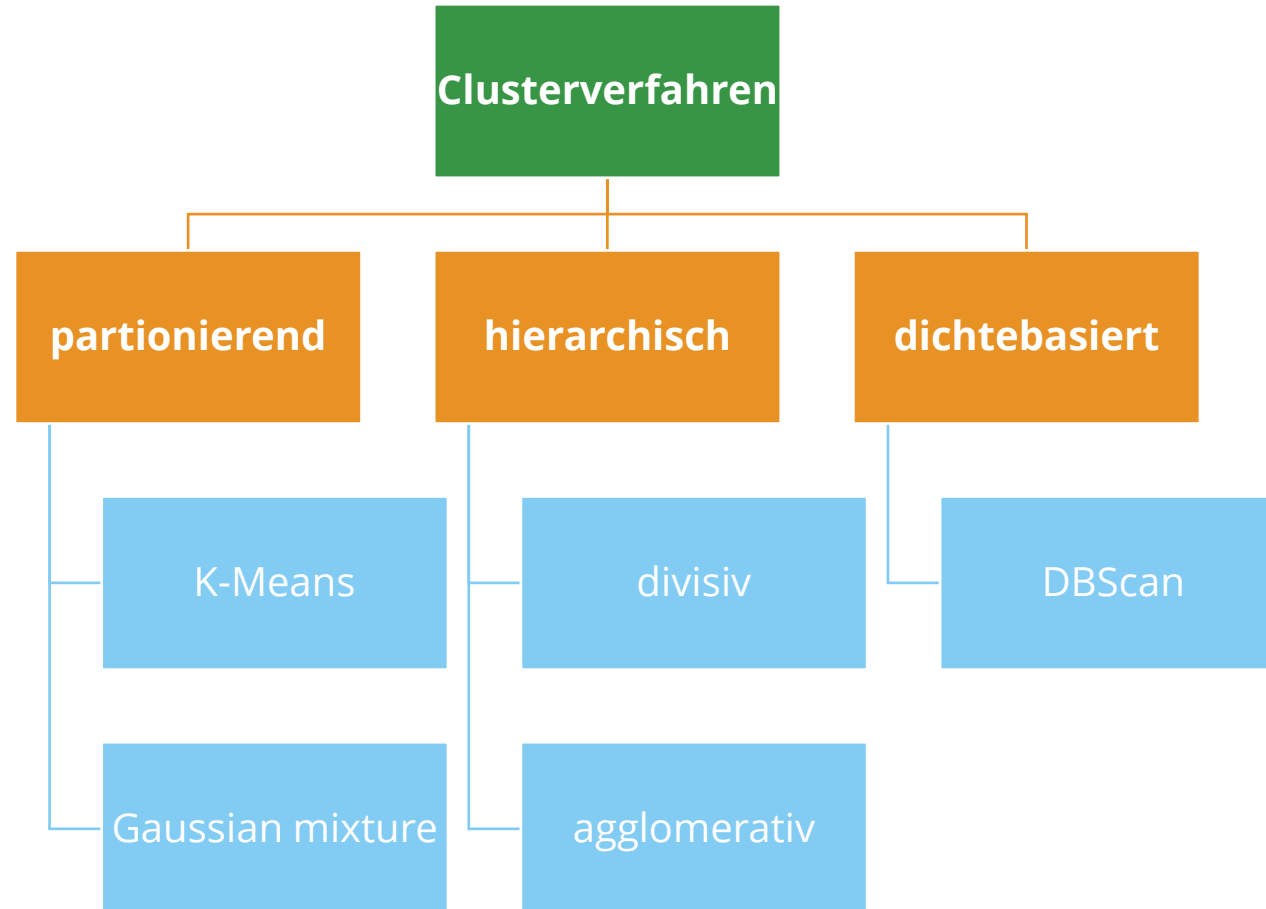 Clusterverfahren
partionierend
hierarchisch
dichtebasiert
K-Means
divisiv
DBScan
Gaussian mixture
agglomerativ